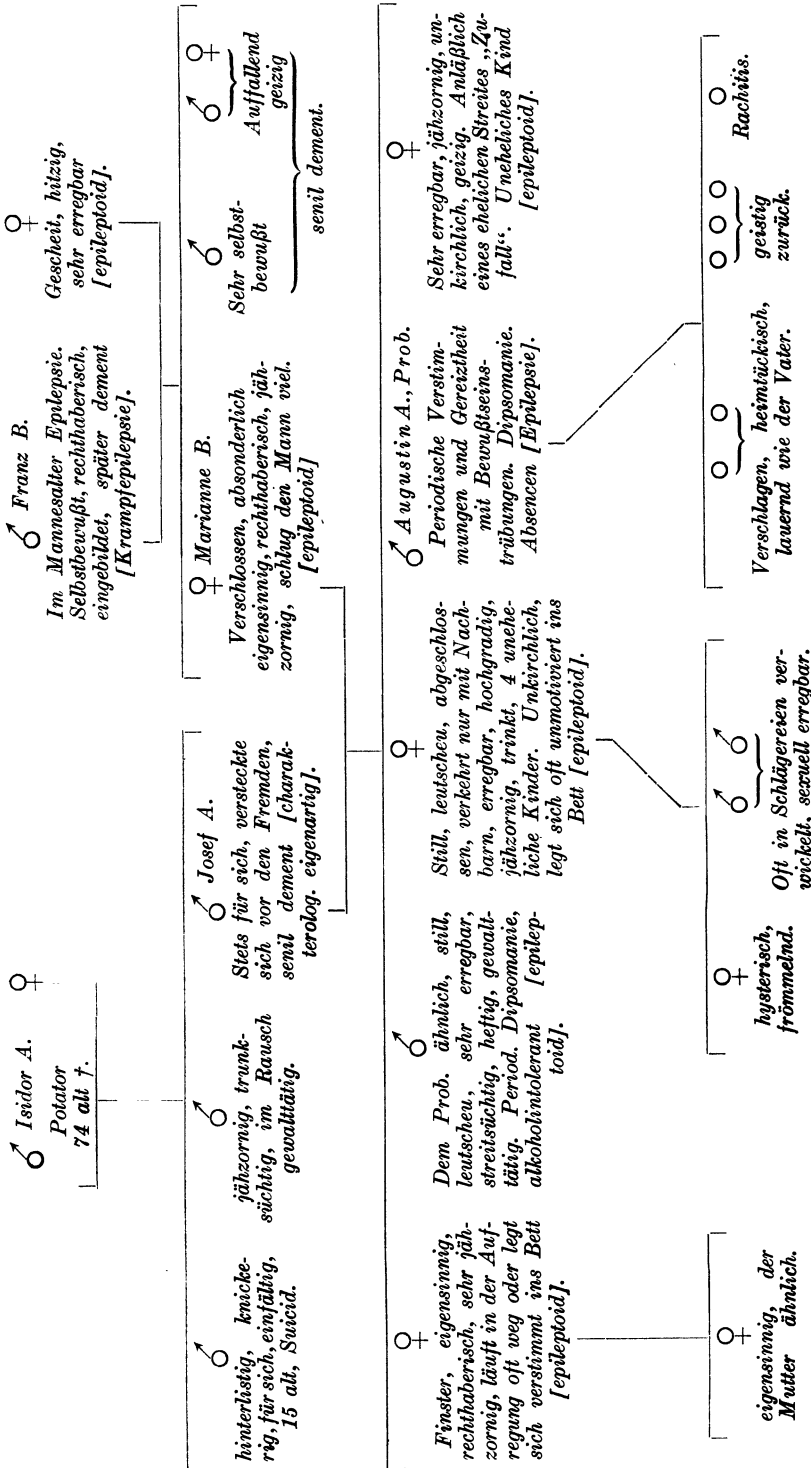 ♂ Isidor A.
Potator
74 alt †.
♀
♂ Franz B.
Im Mannesalter Epilepsie.
Selbstbewußt, rechthaberisch,
eingebildet, später dement
[Krampfepilepsie].
♀
Gescheit, hitzig,
sehr erregbar
[epileptoid].
♂
hinterlistig, knicke-
rig, für sich, einfältig,
15 alt, Suicid.
♂
jähzornig, trunk-
süchtig, im Rausch
gewalttätig.
♂ Josef A.
Stets für sich, versteckte
sich vor den Fremden,
senil dement [charak-
terolog. eigenartig].
♀ Marianne B.
Verschlossen, absonderlich
eigensinnig, rechthaberisch, jäh-
zornig, schlug den Mann viel.
[epileptoid]
♂
Sehr selbst-
bewußt
♂ ♀
Auffallend
geizig
senil dement.
♀
Finster, eigensinnig,
rechthaberisch, sehr jäh-
zornig, läuft in der Auf-
regung oft weg oder legt
sich verstimmt ins Bett
[epileptoid].
♂
Dem Prob. ähnlich, still,
leutscheu, sehr erregbar,
streitsüchtig, heftig, gewalt-
tätig. Period. Dipsomanie,
alkoholintolerant [epilep-
toid].
♀
Still, leutscheu, abgeschlos-
sen, verkehrt nur mit Nach-
barn, erregbar, hochgradig,
jähzornig, trinkt, 4 unehe-
liche Kinder. Unkirchlich,
legt sich oft unmotiviert ins
Bett [epileptoid].
♂ Augustin A., Prob.
Periodische Verstim-
mungen und Gereiztheit
mit Bewußtseins-
trübungen. Dipsomanie.
Absencen [Epilepsie].
♀
Sehr erregbar, jähzornig, un-
kirchlich, geizig. Anläßlich
eines ehelichen Streites „Zu-
fall“. Uneheliches Kind
[epileptoid].
♀
eigensinnig, der
Mutter ähnlich.
♀
hysterisch,
frömmelnd.
♂ ♂
Oft in Schlägereien ver-
wickelt, sexuell erregbar.
Verschlagen, heimtückisch,
lauernd wie der Vater.
geistig
zurück.
Rachitis.